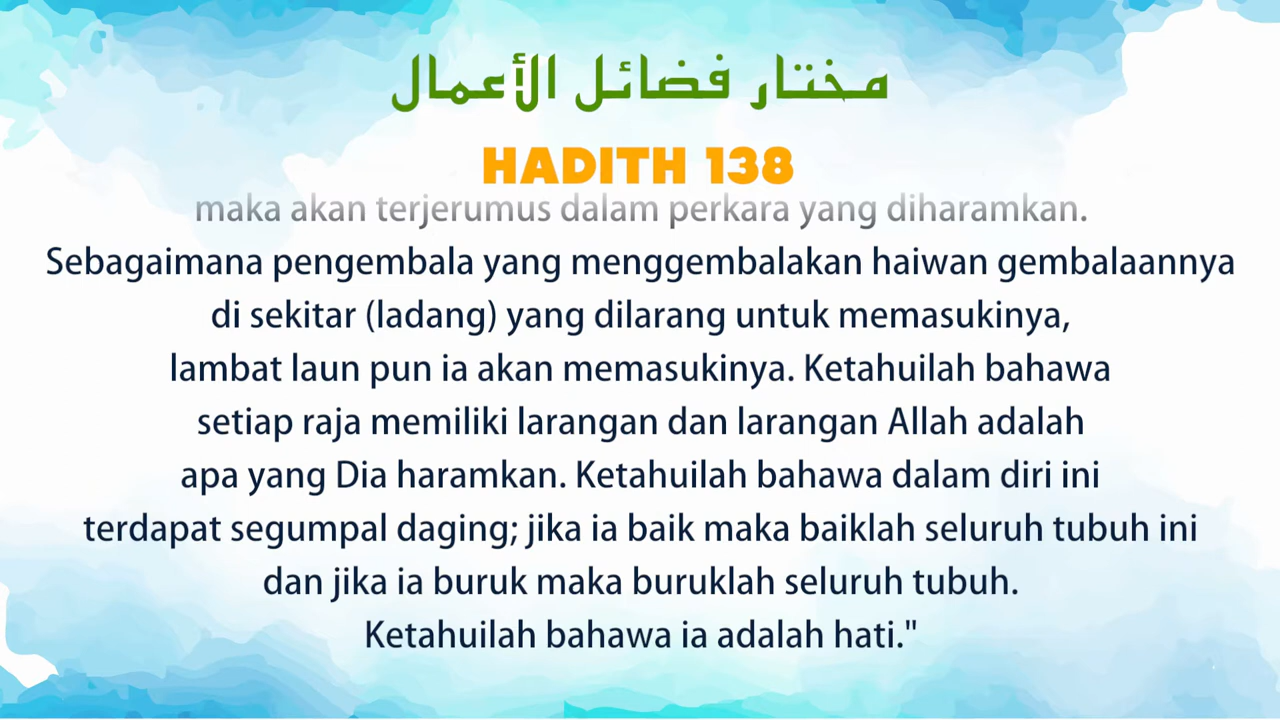 مختار فضائل الأعمال
HADITH 138
maka akan terjerumus dalam perkara yang diharamkan.
Sebagaimana pengembala yang menggembalakan haiwan gembalaannya
di sekitar (ladang) yang dilarang untuk memasukinya,
lambat laun pun ia akan memasukinya. Ketahuilah bahawa
setiap raja memiliki larangan dan larangan Allah adalah
apa yang Dia haramkan. Ketahuilah bahawa dalam diri ini
terdapat segumpal daging; jika ia baik maka baiklah seluruh tubuh ini
dan jika ia buruk maka buruklah seluruh tubuh.
Ketahuilah bahawa ia adalah hati."